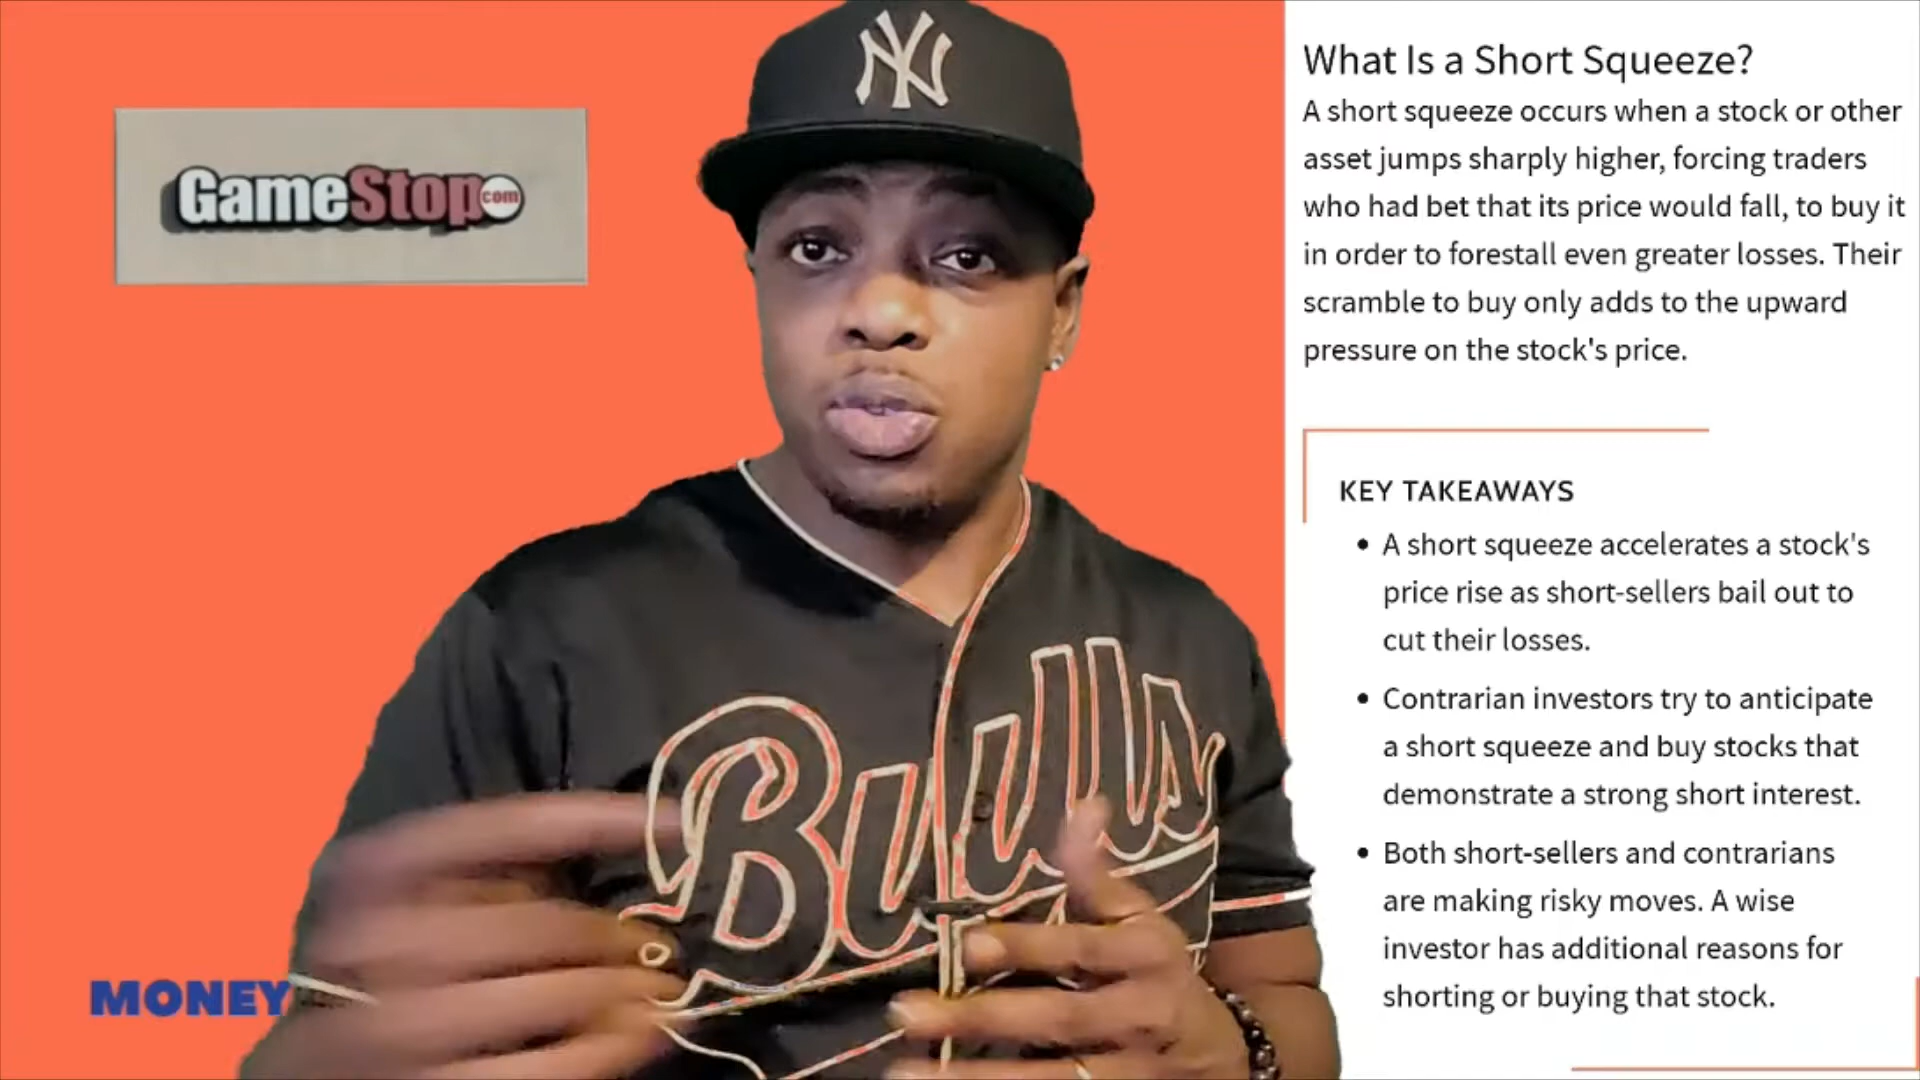 NY
GameStop.com
Bulls
MONEY
What Is a Short Squeeze?
A short squeeze occurs when a stock or other
asset jumps sharply higher, forcing traders
who had bet that its price would fall, to buy it
in order to forestall even greater losses. Their
scramble to buy only adds to the upward
pressure on the stock's price.
KEY TAKEAWAYS
• A short squeeze accelerates a stock's
price rise as short-sellers bail out to
cut their losses.
• Contrarian investors try to anticipate
a short squeeze and buy stocks that
demonstrate a strong short interest.
• Both short-sellers and contrarians
are making risky moves. A wise
investor has additional reasons for
shorting or buying that stock.